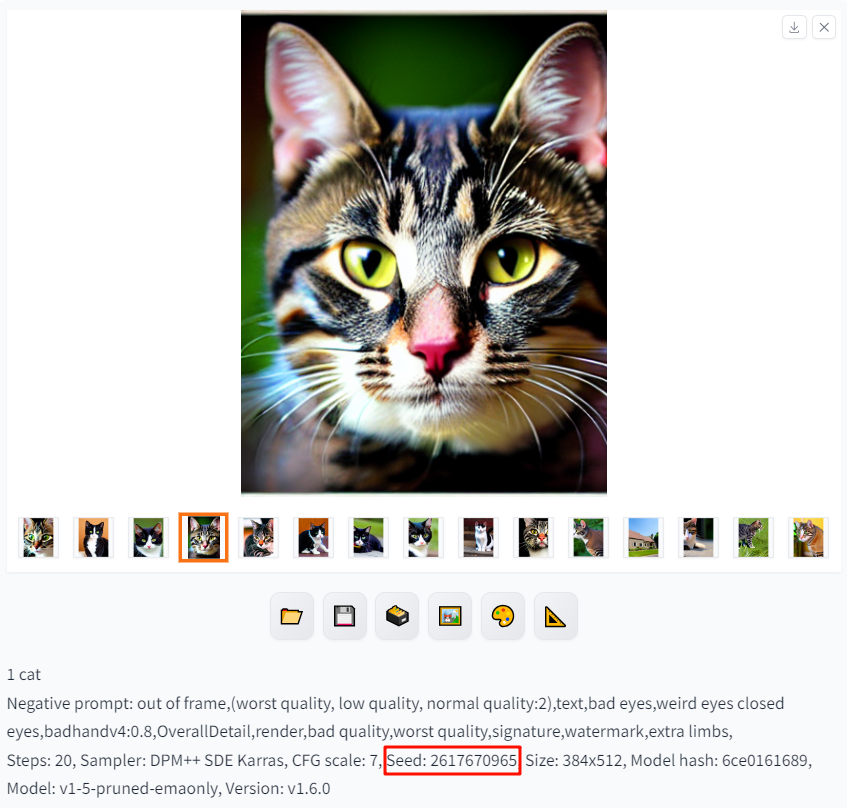 1 cat
Negative prompt: out of frame,(worst quality, low quality, normal quality:2),text,bad eyes,weird eyes closed
eyes,badhandv4:0.8,OverallDetail,render,bad quality,worst quality,signature,watermark,extra limbs,
Steps: 20, Sampler: DPM++ SDE Karras, CFG scale: 7, Seed: 2617670965, Size: 384x512, Model hash: 6ce0161689,
Model: v1-5-pruned-emaonly, Version: v1.6.0